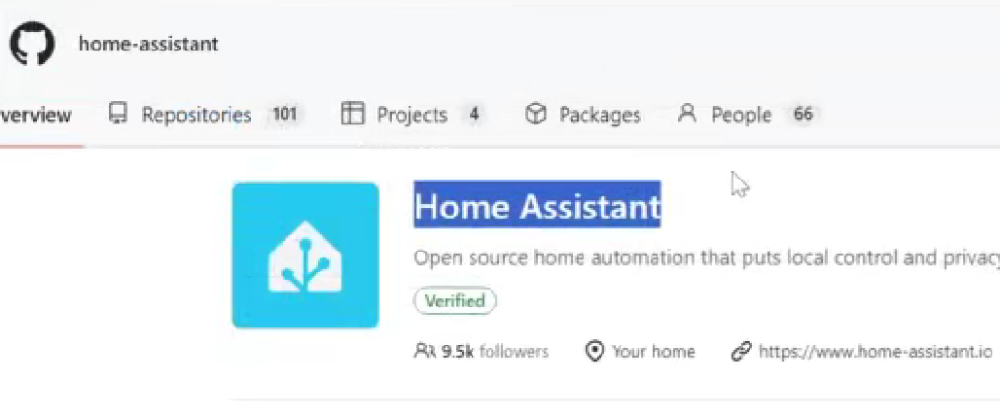 home-assistant
verview Repositories 101 Projects 4 Packages People 66
Home Assistant
Open source home automation that puts local control and privacy
Verified
9.5k followers Your home https://www.home-assistant.io